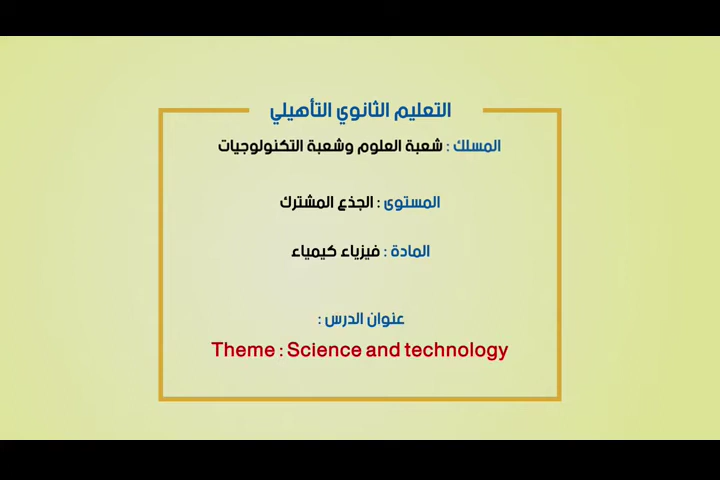 التعليم الثانوي التأهيلي
المسلك : شعبة العلوم وشعبة التكنولوجيات
المستوى : الجذع المشترك
المادة : فيزياء كيمياء
عنوان الدرس :
Theme : Science and technology